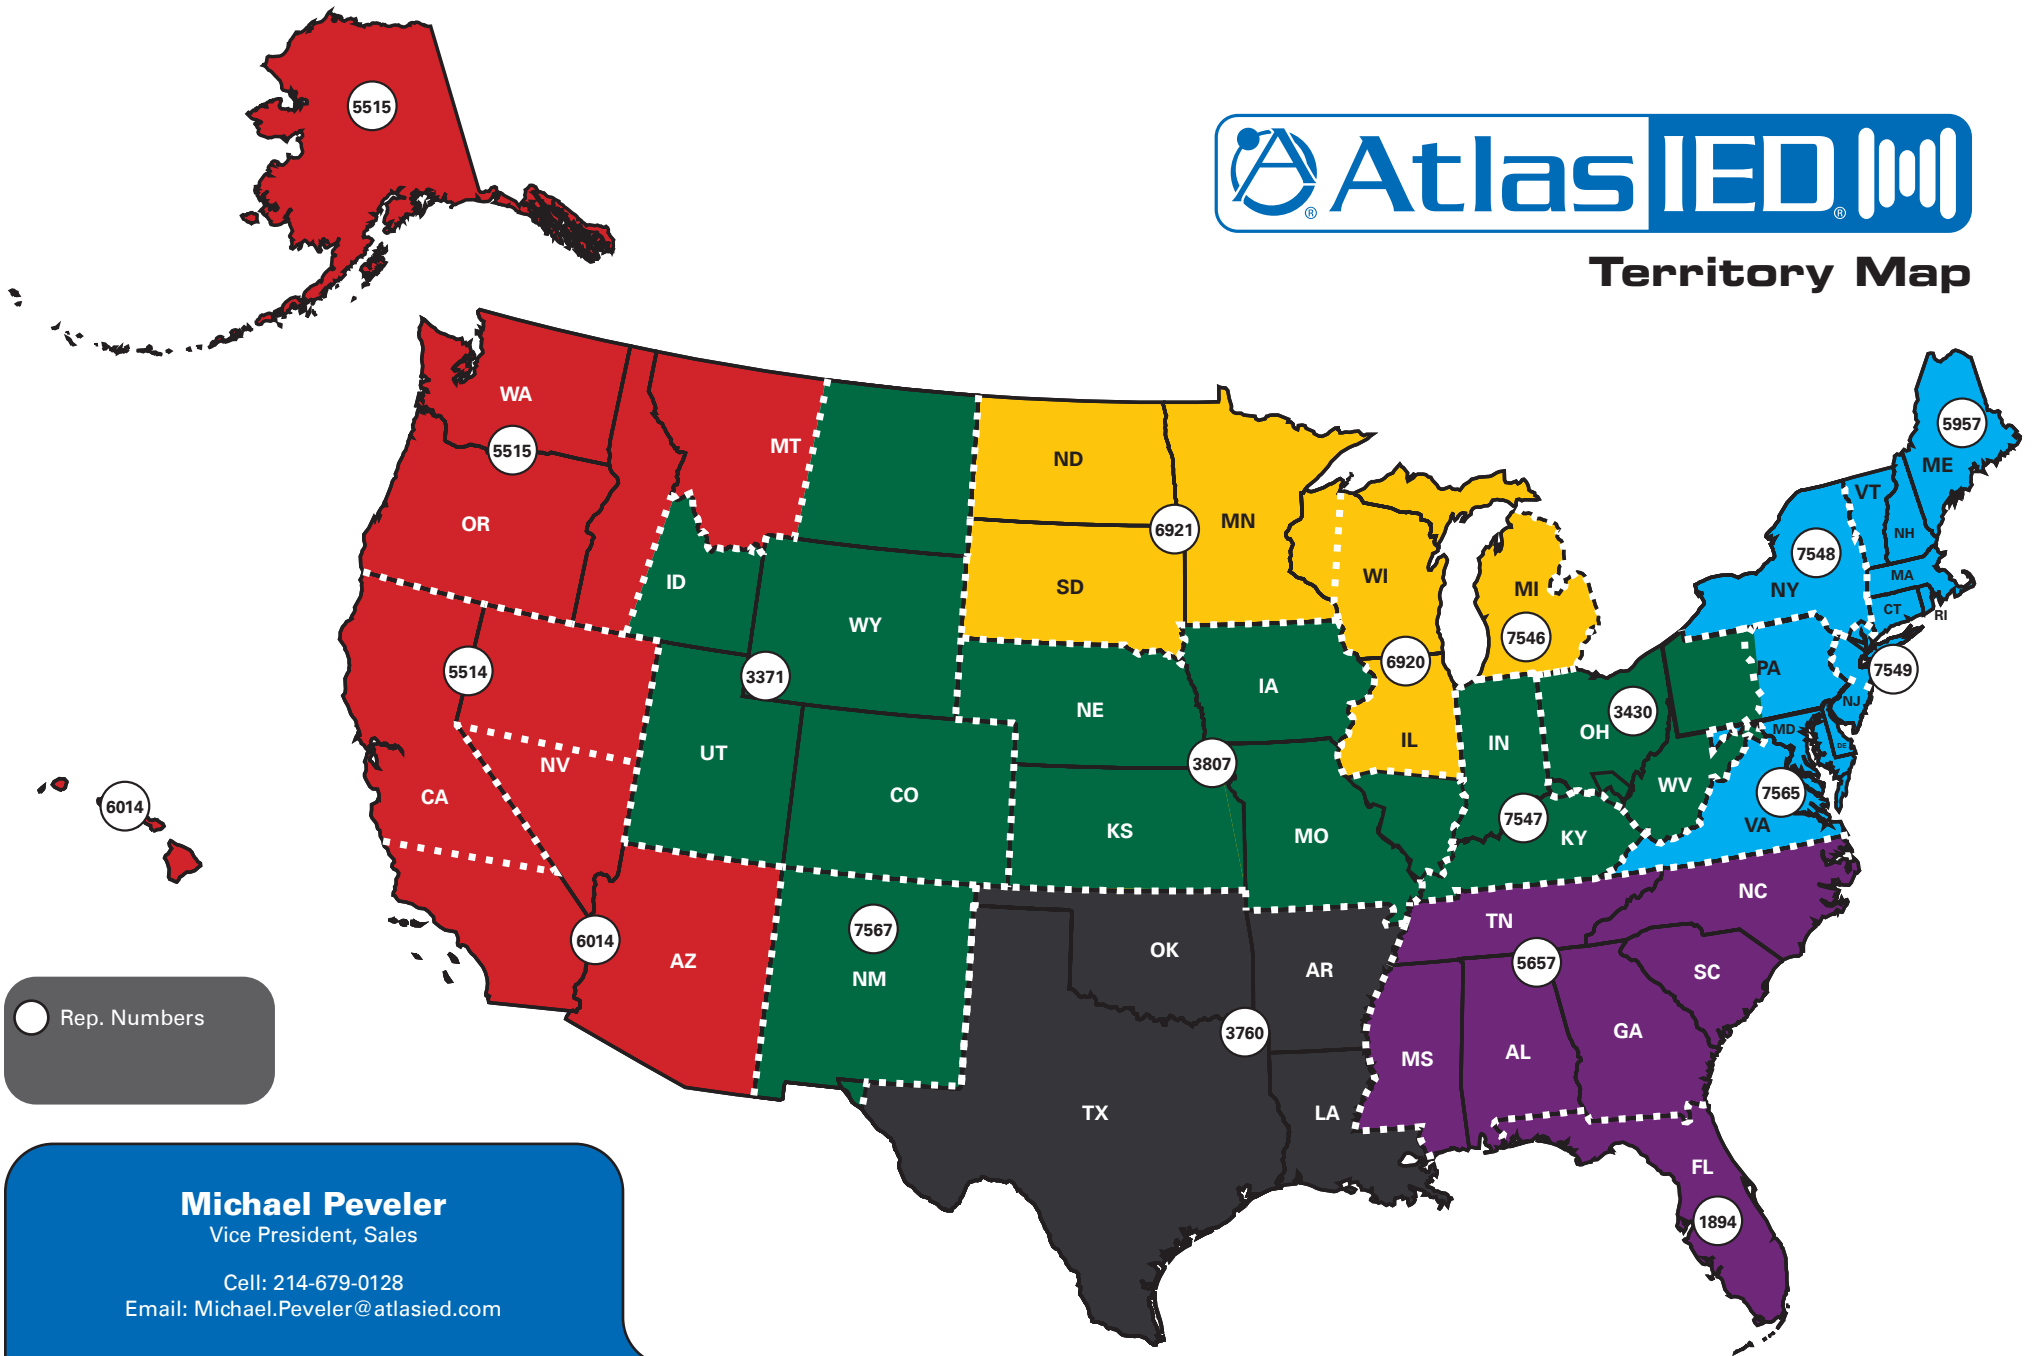 5515
Atlas IED
® ®
Territory Map
WA
5957
MT
5515
ND
ME
VT
OR
MN
6921
NH
7548
WI
MA
ID
SD
MI
NY
CT
RI
WY
7546
5514
3371
6920
PA
7549
IA
NE
NJ
3430
OH
MD
IL
IN
DE
UT
NV
3807
WV
CA
CO
7565
6014
7547
VA
KS
MO
KY
NC
TN
7567
6014
OK
AZ
5657
AR
SC
NM
Rep. Numbers
3760
GA
AL
MS
TX
LA
FL
Michael Peveler
1894
Vice President, Sales
Cell: 214-679-0128
Email: Michael.Peveler@atlasied.com